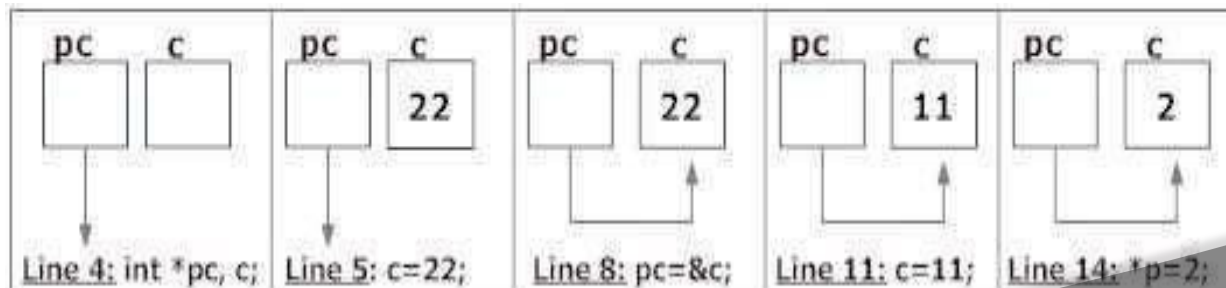 pc c
22
pc c
22
pc c
11
pc c
2
pc c
Line 4: int *pc, c;
Line 5: c=22;
Line 8: pc=&c;
Line 11: c=11;
Line 14: *p=2;